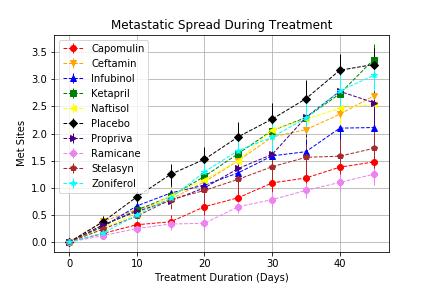 Metastatic Spread During Treatment
Met Sites
3.5
3.0
2.5
2.0
1.5
1.0
0.5
0.0
Capomulin
Ceftamin
Infubinol
Ketapril
Naftisol
Placebo
Propriva
Ramicane
Stelasyn
Zoniferol
0 10 20 30 40
Treatment Duration (Days)